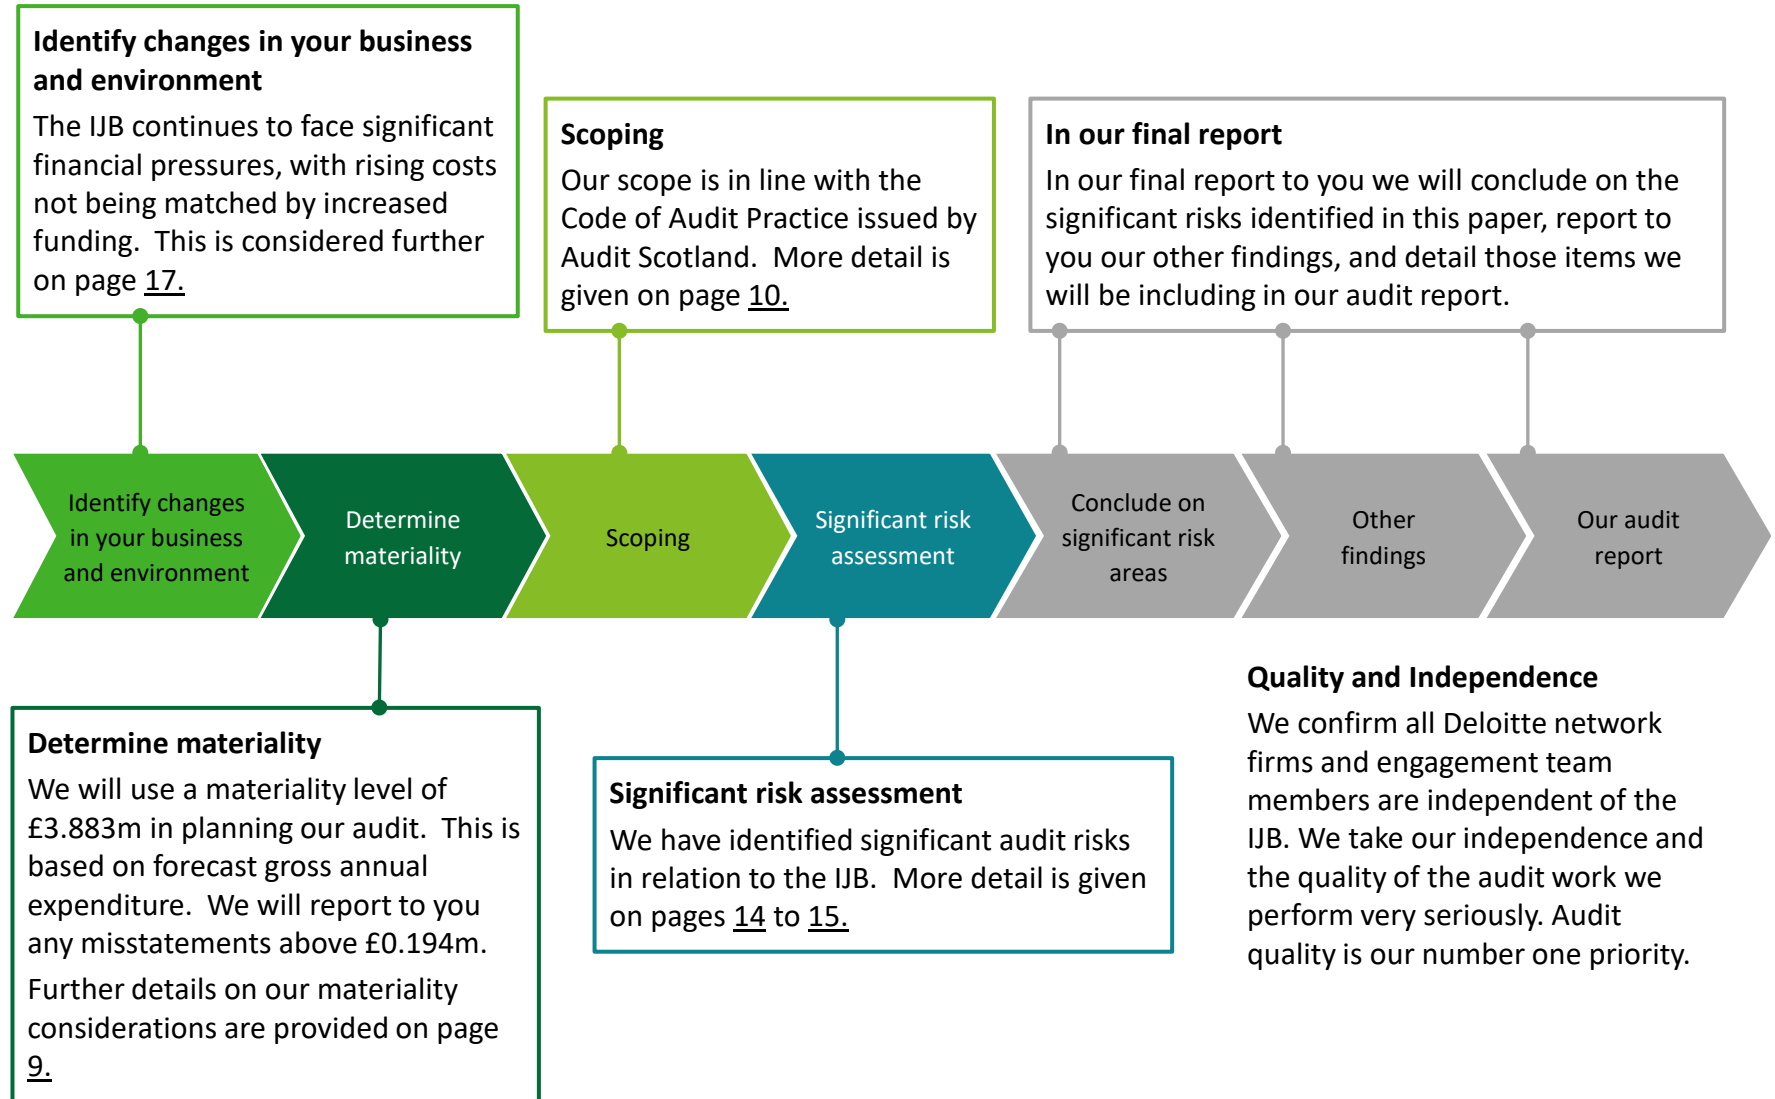 Identify changes in your business
and environment
The IJB continues to face significant
financial pressures, with rising costs
not being matched by increased
funding.  This is considered further
on page 17.
Scoping
Our scope is in line with the
Code of Audit Practice issued by
Audit Scotland.  More detail is
given on page 10.
In our final report
In our final report to you we will conclude on the
significant risks identified in this paper, report to
you our other findings, and detail those items we
will be including in our audit report.
Identify changes
in your business
and environment
Determine
materiality
Scoping
Significant risk
assessment
Conclude on
significant risk
areas
Other
findings
Our audit
report
Determine materiality
We will use a materiality level of
£3.883m in planning our audit.  This is
based on forecast gross annual
expenditure.  We will report to you
any misstatements above £0.194m.
Further details on our materiality
considerations are provided on page
9.
Significant risk assessment
We have identified significant audit risks
in relation to the IJB.  More detail is given
on pages 14 to 15.
Quality and Independence
We confirm all Deloitte network
firms and engagement team
members are independent of the
IJB. We take our independence and
the quality of the audit work we
perform very seriously. Audit
quality is our number one priority.